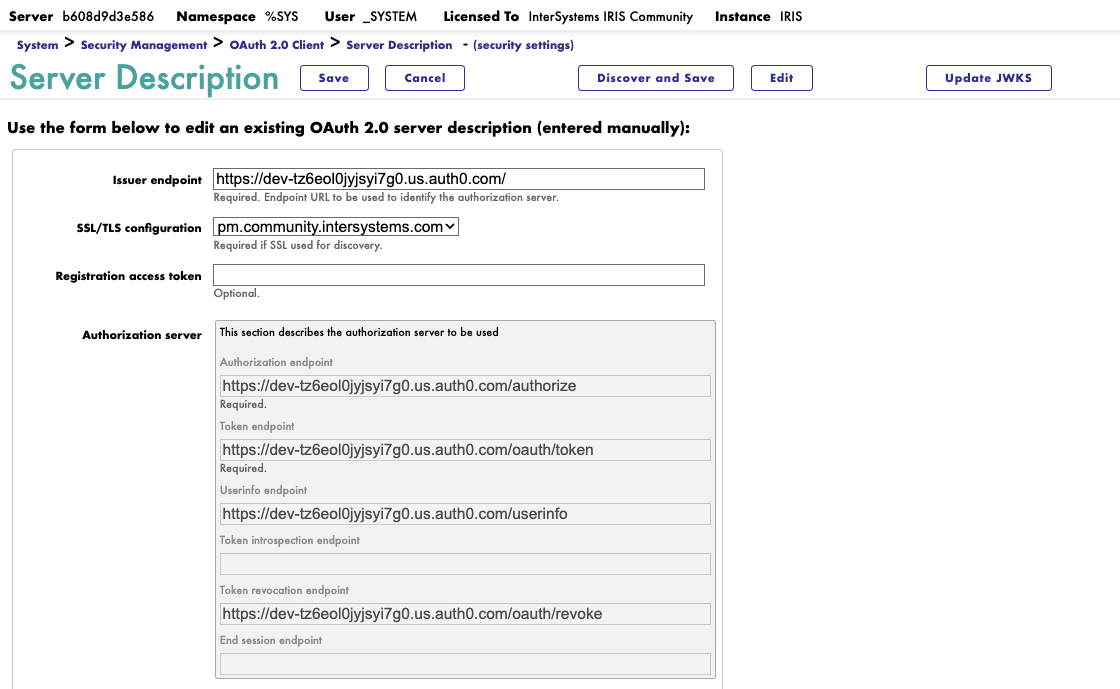 Server b608d9d3e586 Namespace %SYS User _SYSTEM Licensed To InterSystems IRIS Community Instance IRIS
System > Security Management > OAuth 2.0 Client > Server Description - (security settings)
Server Description Save Cancel Discover and Save Edit Update JWKS
Use the form below to edit an existing OAuth 2.0 server description (entered manually):
Issuer endpoint https://dev-tz6eol0jyjsyi7g0.us.auth0.com/
Required. Endpoint URL to be used to identify the authorization server.
SSL/TLS configuration pm.community.intersystems.com
Required if SSL used for discovery.
Registration access token
Optional.
Authorization server This section describes the authorization server to be used
Authorization endpoint
https://dev-tz6eol0jyjsyi7g0.us.auth0.com/authorize
Required.
Token endpoint
https://dev-tz6eol0jyjsyi7g0.us.auth0.com/oauth/token
Required.
Userinfo endpoint
https://dev-tz6eol0jyjsyi7g0.us.auth0.com/userinfo
Token introspection endpoint
Token revocation endpoint
https://dev-tz6eol0jyjsyi7g0.us.auth0.com/oauth/revoke
End session endpoint